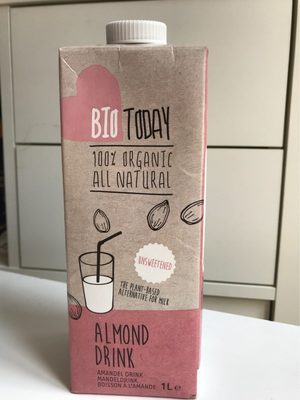 BIO TODAY
100% ORGANIC
ALL NATURAL
UNSWEETENED
THE PLANT-BASED
ALTERNATIVE FOR MILK
ALMOND
DRINK
AMANDEL DRINK
MANDELDRINK
BOISSON A L'AMANDE
1L e